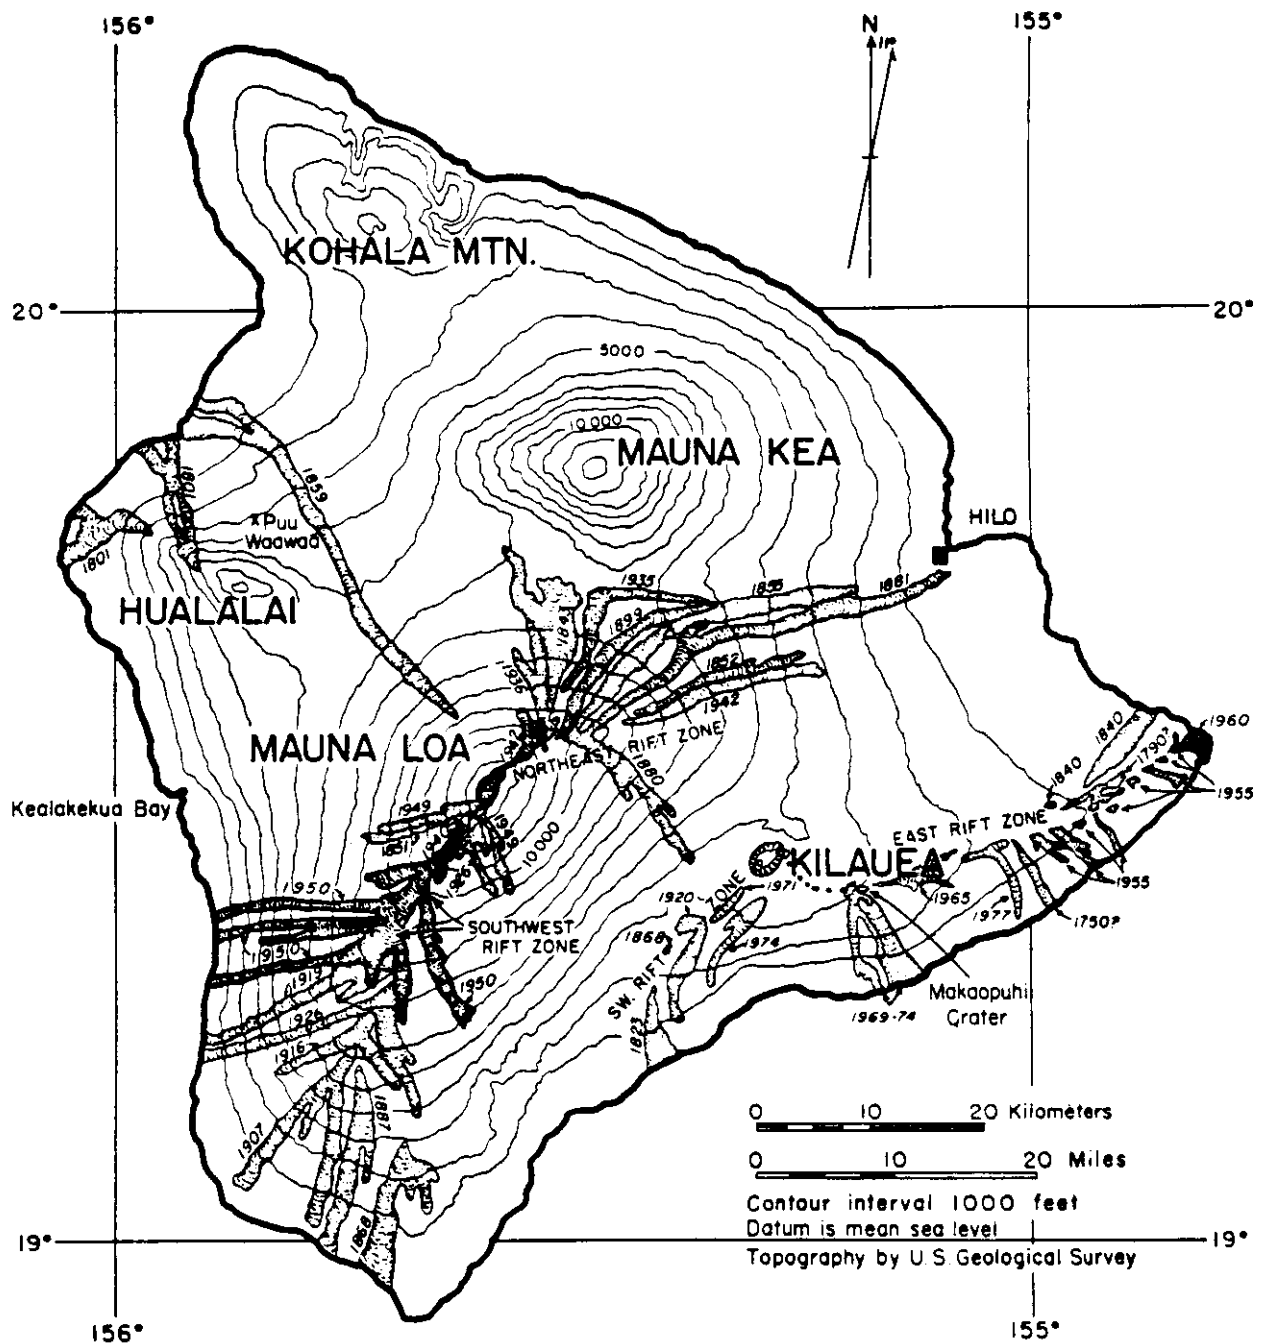 156°
155°
N
20°
20°
KOHALA MTN.
5000
10 000
MAUNA KEA
1859
1801
Puu
Waawaa
1801
HILO
HUALALAI
1935
1855
1881
1843
1899
1936
1852
1942
MAUNA LOA
1942
NORTHEAST RIFT ZONE
1880
1840
1790?
1960
1840
1955
Kealakekua Bay
1949
1851
10 000
EAST RIFT ZONE
KILAUEA
1955
1950
1920
ZONE
1971
1965
1977
1750?
SOUTHWEST
RIFT ZONE
1868
1974
SW. RIFT
1919
1950
1926
1916
1823
1969-74
Makaopuhi
Crater
1907
1887
1868
0 10 20 Kilometers
0 10 20 Miles
Contour interval 1000 feet
Datum is mean sea level
Topography by U.S. Geological Survey
19°
19°
156°
155°